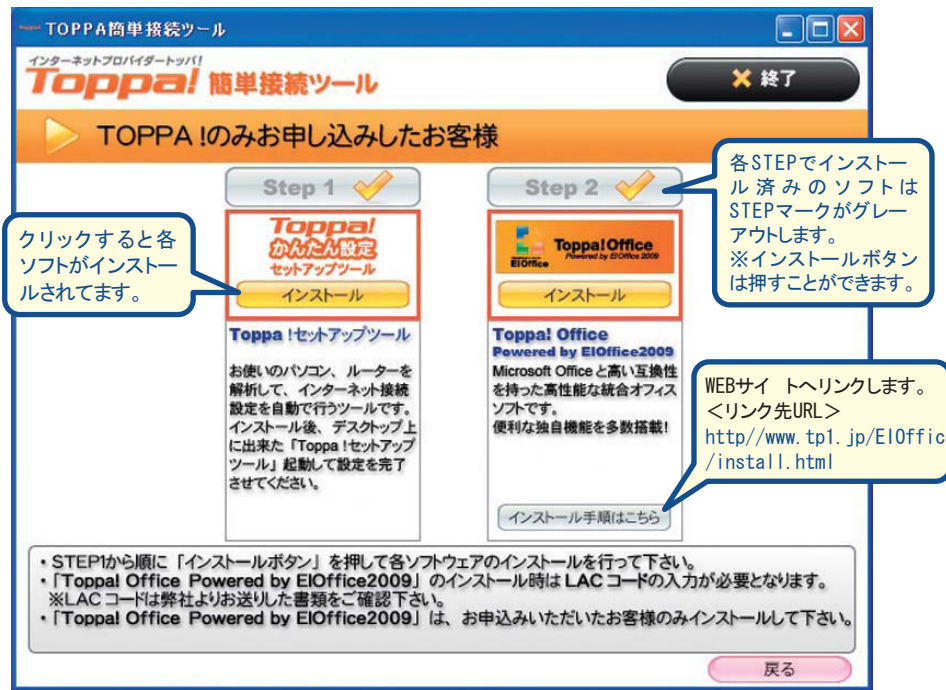 TOPPA簡単接続ツール
インターネットプロバイダートッパ!
Toppa! 簡単接続ツール
終了
TOPPA !のみお申し込みしたお客様
Step 1
Step 2
クリックすると各
ソフトがインストー
ルされてます。
Toppa!
かんたん設定
セットアップツール
インストール
EIOffice
Toppa!Office
Powered by EIOffice 2009
インストール
各STEPでインストー
ル済みのソフトは
STEPマークがグレー
アウトします。
※インストールボタン
は押すことができます。
Toppa !セットアップツール
お使いのパソコン、ルーターを
解析して、インターネット接続
設定を自動で行うツールです。
インストール後、デスクトップ上
に出来た「Toppa !セットアップ
ツール」起動して設定を完了
させてください。
Toppa! Office
Powered by EIOffice2009
Microsoft Officeと高い互換性
を持った高性能な統合オフィス
ソフトです。
便利な独自機能を多数搭載!
インストール手順はこちら
WEBサイ トへリンクします。
＜リンク先URL＞
http//www.tp1.jp/EIOffic
/install.html
・STEP1から順に「インストールボタン」を押して各ソフトウェアのインストールを行って下さい。
・「Toppa! Office Powered by EIOffice2009」のインストール時は LAC コードの入力が必要となります。
※LAC コードは弊社よりお送りした書類をご確認下さい。
・「Toppa! Office Powered by EIOffice2009」は、お申込みいただいたお客様のみインストールして下さい。
戻る